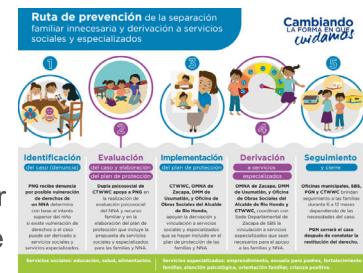 Ruta de prevención de la separación
familiar innecesaria y derivación a servicios
sociales y especializados
Cambiando
LA FORMA EN QUE
cuidamos
1
2
3
4
5
Identificación
del caso (denuncia)
PNG recibe denuncia
por posible vulneración
de derechos de
un NNA determina
con base al interés
superior del niño
si existe vulneración de
derechos o el caso
puede ser derivado a
servicios sociales y
servicios especializados.
Evaluación
del caso y elaboración
del plan de protección
Dupla psicosocial de
CTWWC apoya a PNG en
la realización de
evaluación psicosocial
del NNA y recurso
familiar y en la
elaboración del plan de
protección que incluye la
propuesta de servicios
sociales y especializados
para las familias y NNA.
Implementación
del plan de protección
CTWWC, OMNA de
Zacapa, DMM de
Usumatlán, y Oficina de
Obras Sociales del Alcalde
de Rio Hondo,
apoyan la derivación y
vinculación a servicios
sociales y especializados
que se hayan incluido en el
plan de protección de las
familias y NNA.
Derivación
a servicios
especializados
OMNA de Zacapa, DMM
de Usumatlán, y Oficina
de Obras Sociales del
Alcalde de Rio Hondo y
CTWWC, coordinan con
Sede Departamental de
Zacapa de SBS la
vinculación a servicios
especializados que sean
necesarios para el apoyo
a las familias y los NNA.
Seguimiento
y cierre
Oficinas municipales, SBS,
PGN y CTWWC brindan
seguimiento a las familias
durante 6 a 12 meses
dependiendo de las
necesidades del caso.
PGN cerrará el caso
después de constatar la
restitución del derecho.
Servicios sociales: educación, salud, alimentación.
Servicios especializados: emprendimiento, escuela para padres, fortalecimiento
familiar, atención psicológica, orientación familiar, crianza positiva.